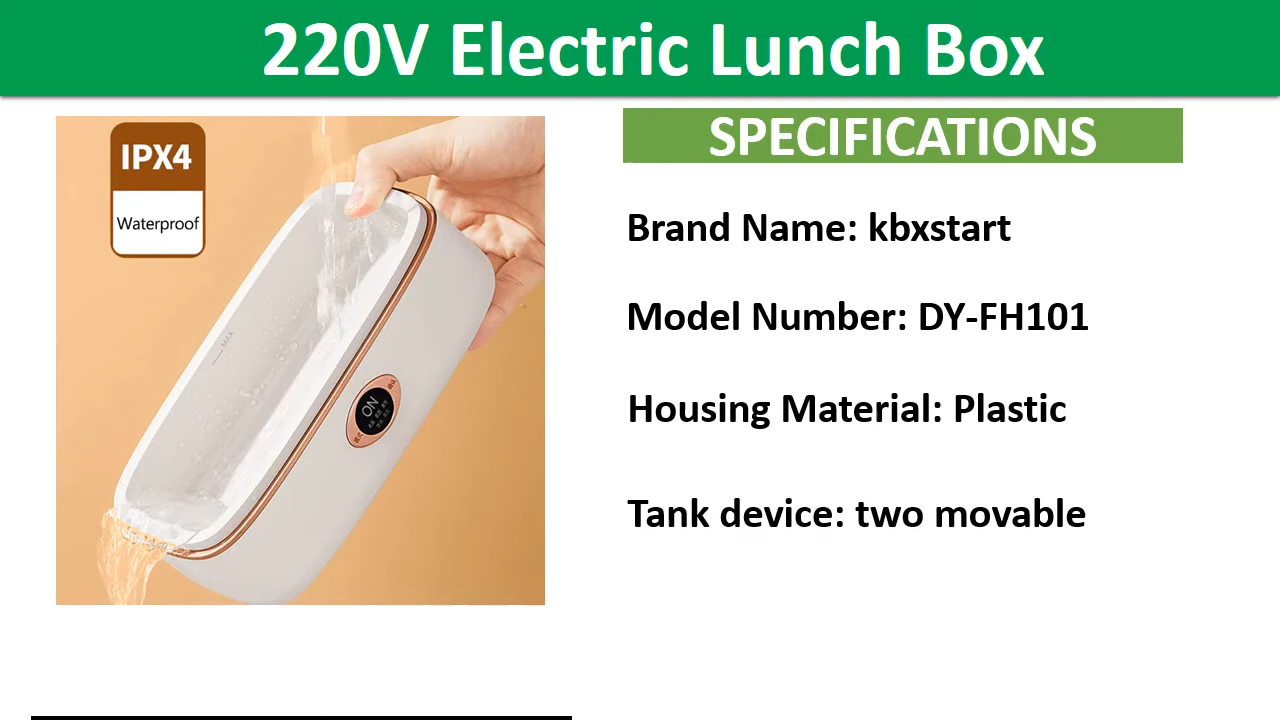 220V Electric Lunch Box
IPX4
Waterproof
MAX
ON
SPECIFICATIONS
Brand Name: kbxstart
Model Number: DY-FH101
Housing Material: Plastic
Tank device: two movable